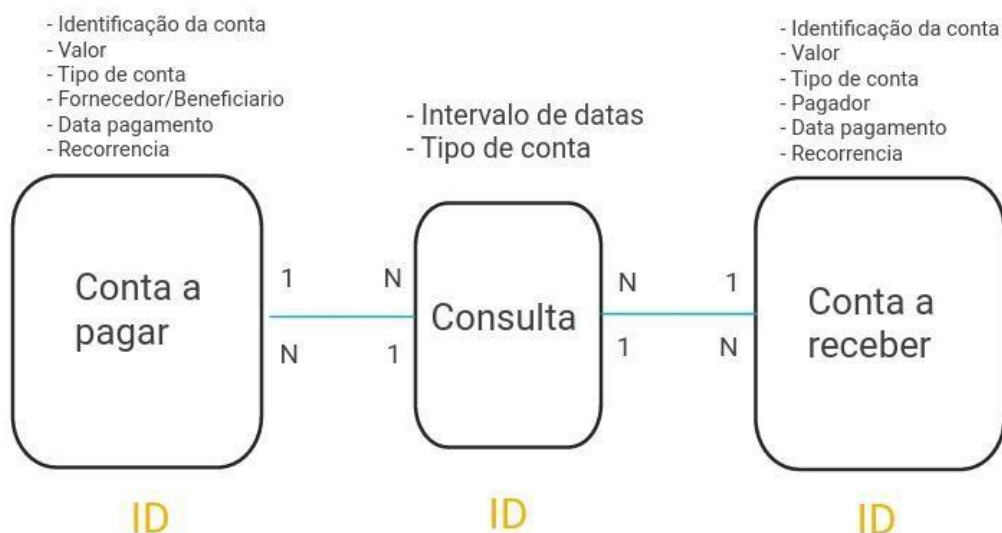 - Identificação da conta
- Valor
- Tipo de conta
- Fornecedor/Beneficiario
- Data pagamento
- Recorrencia
- Intervalo de datas
- Tipo de conta
- Identificação da conta
- Valor
- Tipo de conta
- Pagador
- Data pagamento
- Recorrencia
Conta a
pagar
1 N
N 1
Consulta
N 1
1 N
Conta a
receber
ID
ID
ID